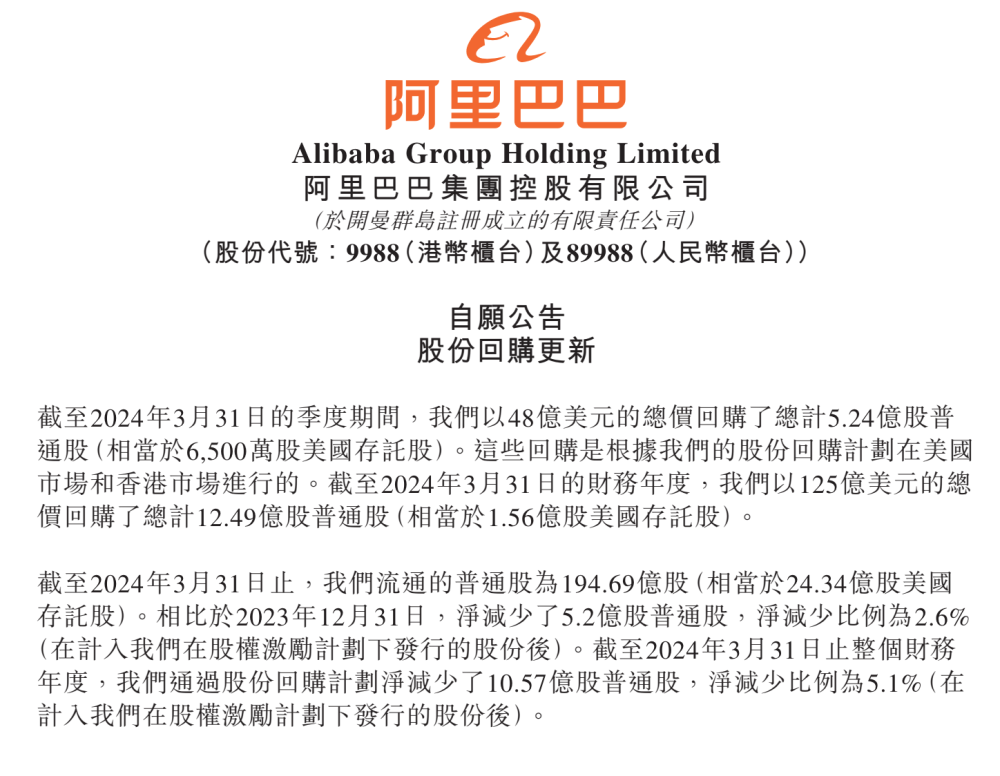 阿里巴巴
Alibaba Group Holding Limited
阿里巴巴集團控股有限公司
(於開曼群島註冊成立的有限責任公司)
（股份代號：9988（港幣櫃台）及89988（人民幣櫃台））
自願公告
股份回購更新
截至2024年3月31日的季度期間，我們以48億美元的總價回購了總計5.24億股普
通股（相當於6,500萬股美國存託股）。這些回購是根據我們的股份回購計劃在美國
市場和香港市場進行的。截至2024年3月31日的財務年度，我們以125億美元的總
價回購了總計12.49億股普通股（相當於1.56億股美國存託股）。
截至2024年3月31日止，我們流通的普通股為194.69億股（相當於24.34億股美國
存託股）。相比於2023年12月31日，淨減少了5.2億股普通股，淨減少比例為2.6%
（在計入我們在股權激勵計劃下發行的股份後）。截至2024年3月31日止整個財務
年度，我們通過股份回購計劃淨減少了10.57億股普通股，淨減少比例為5.1%（在
計入我們在股權激勵計劃下發行的股份後）。